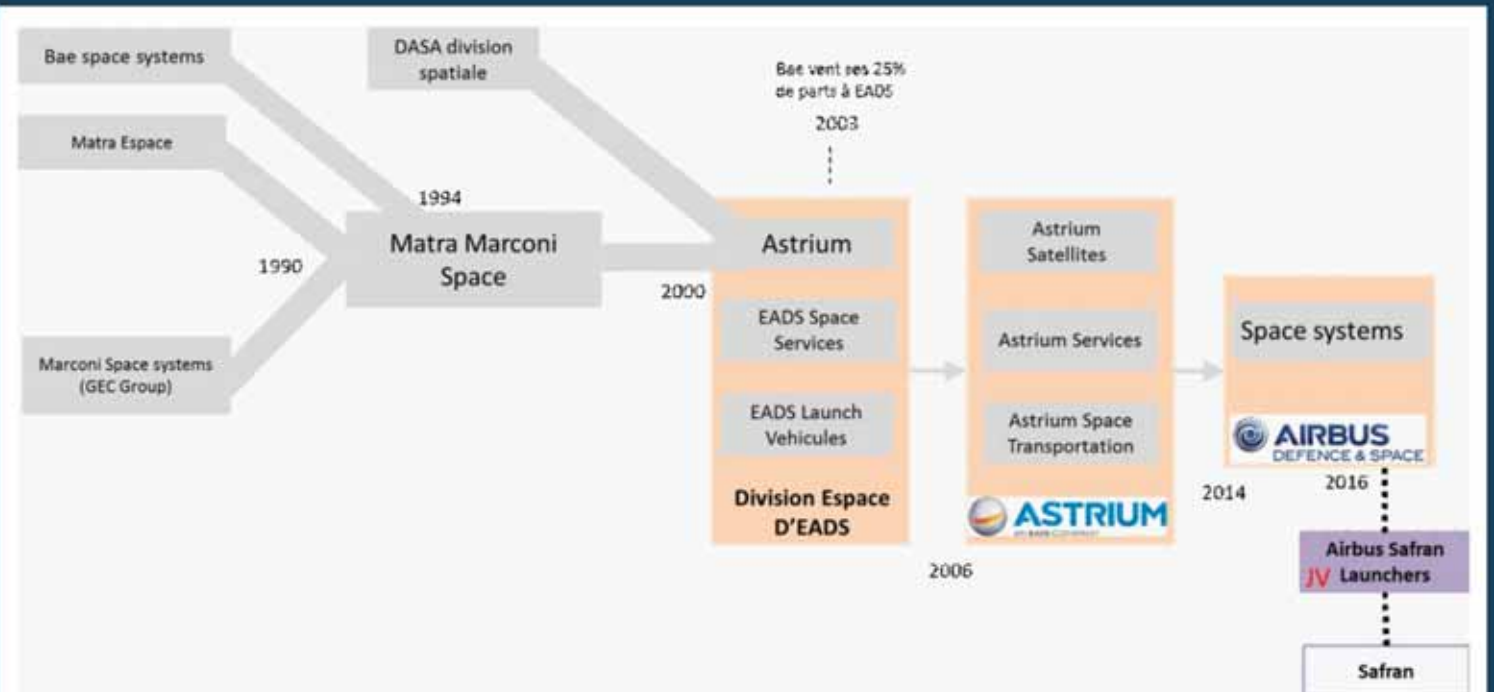 Bae space systems
DASA division
spatiale
Bae vent ses 25%
de parts à EADS
2003
Matra Espace
1994
Matra Marconi
Space
1990
2000
Marconi Space systems
(GEC Group)
Astrium
EADS Space
Services
EADS Launch
Vehicules
Division Espace
D'EADS
2006
Astrium
Satellites
Astrium Services
Astrium Space
Transportation
ASTRIUM
AN EADS COMPANY
2014
Space systems
AIRBUS
DEFENCE & SPACE
2016
Airbus Safran
JV Launchers
Safran